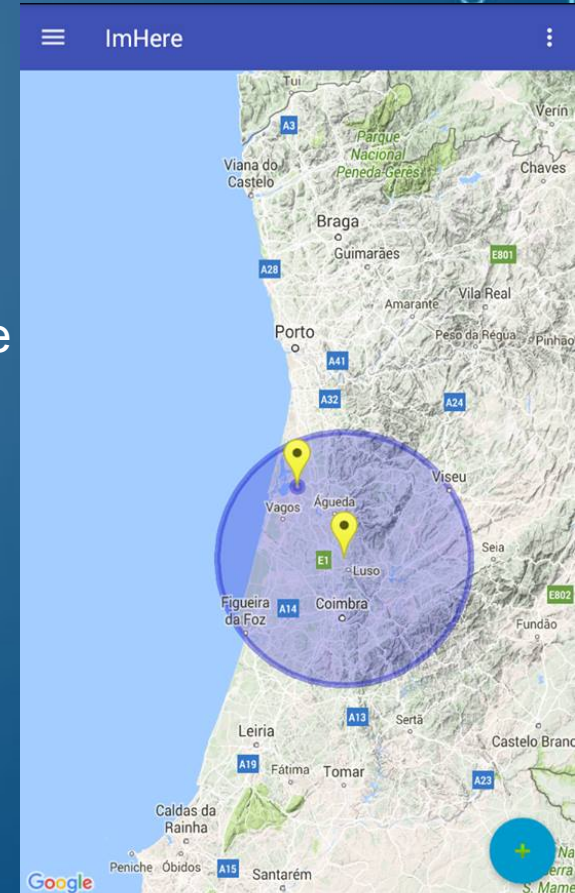 ImHere
Tui
Verín
A3
Parque
Nacional
Peneda-Gerês
Viana do
Castelo
Chaves
Braga
Guimarães
E801
A28
Vila Real
Amarante
e
Porto
Peso da Régua
Pinhão
A41
A32
A24
Viseu
Vagos
Águeda
E1
Luso
Seia
Figueira
da Foz
A14
Coimbra
E802
Fundão
A13
Sertã
Leiria
Castelo Branc
A19
Fátima
Tomar
A23
Caldas da
Rainha
Peniche
Óbidos
A15
Santarém
Google